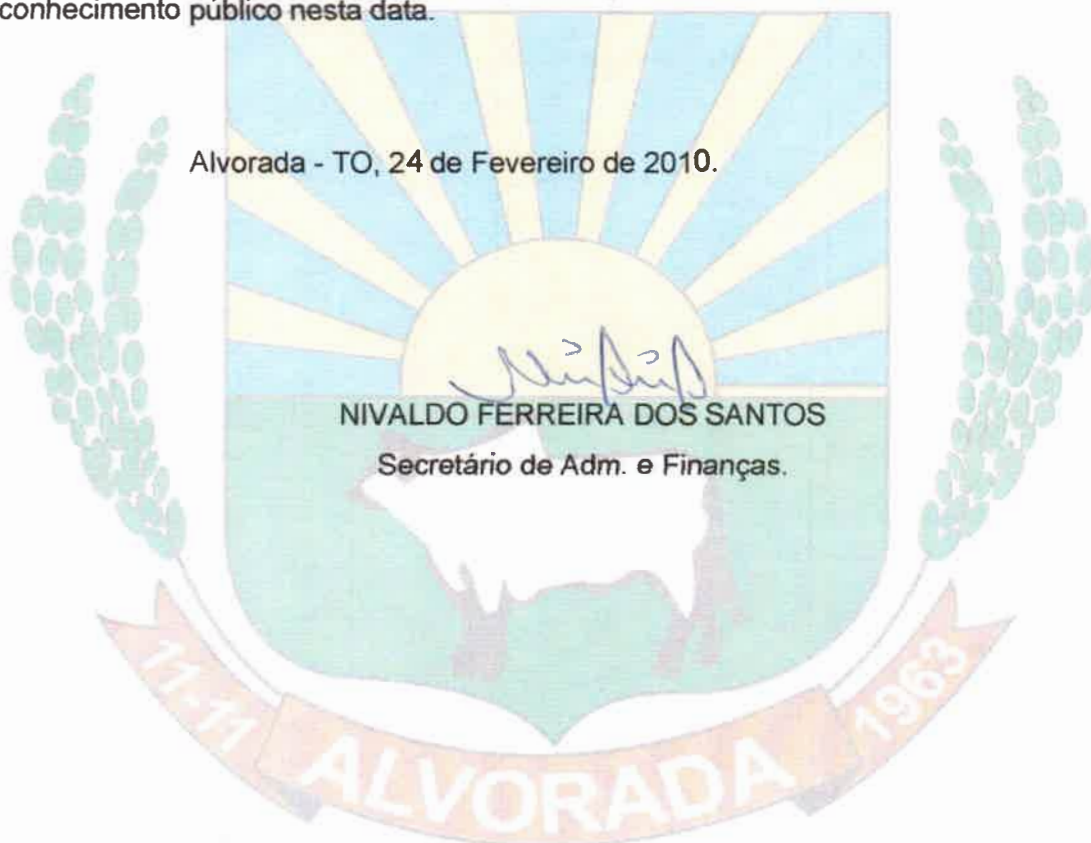 conhecimento público nesta data.
Alvorada - TO, 24 de Fevereiro de 2010.
NIVALDO FERREIRA DOS SANTOS
Secretário de Adm. e Finanças.
11-11 ALVORADA 1963